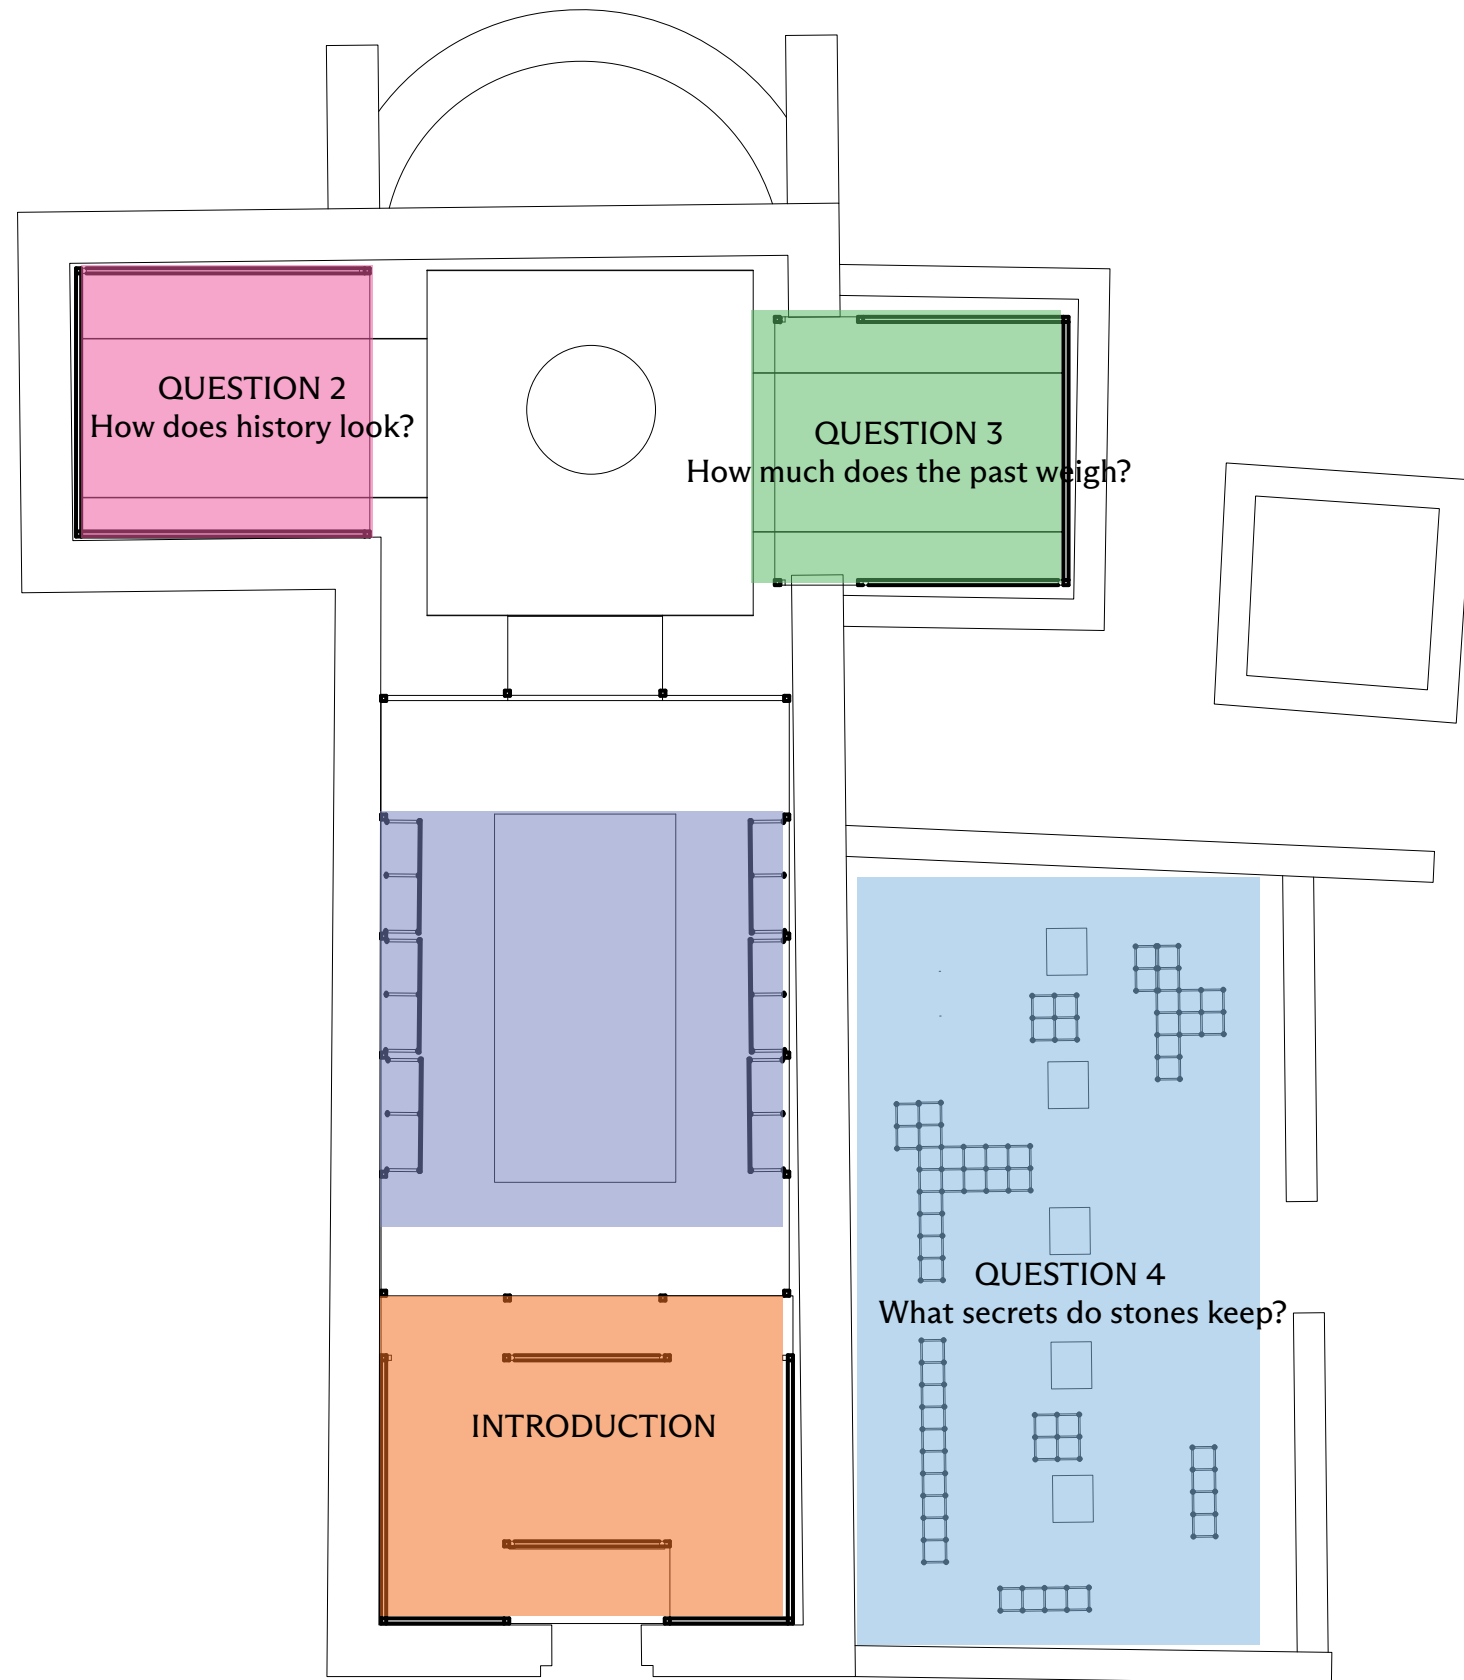 QUESTION 2
How does history look?
QUESTION 3
How much does the past weigh?
QUESTION 4
What secrets do stones keep?
INTRODUCTION